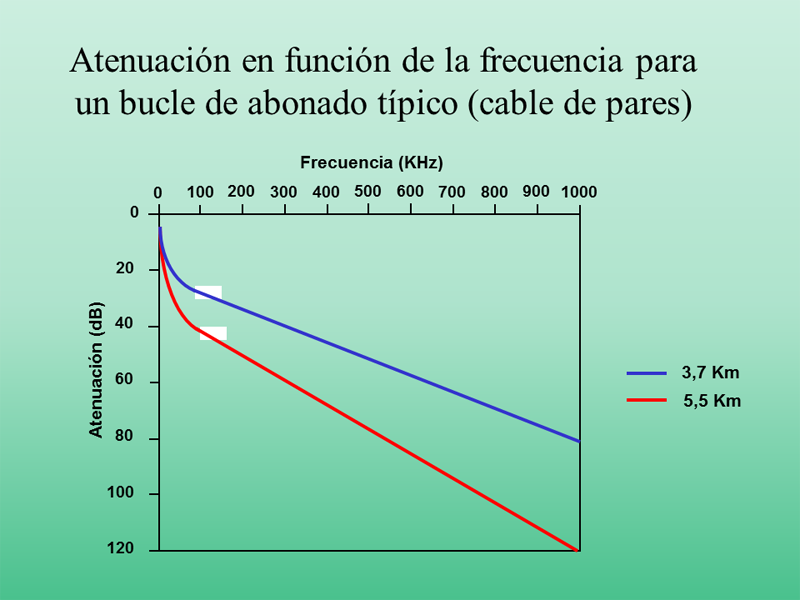 Atenuación en función de la frecuencia para
un bucle de abonado típico (cable de pares)
Frecuencia (KHz)
0 100 200 300 400 500 600 700 800 900 1000
0
20
40
60
80
100
120
Atenuación (dB)
3,7 Km
5,5 Km